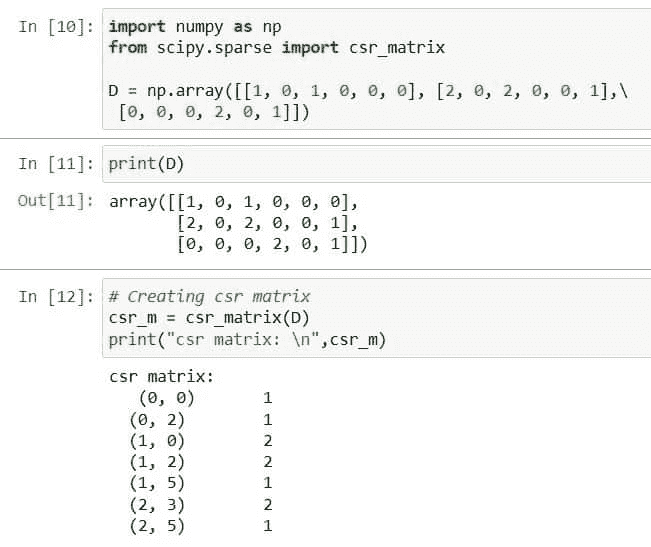 In [10]: import numpy as np
from scipy.sparse import csr_matrix
D = np.array([[1, 0, 1, 0, 0, 0], [2, 0, 2, 0, 0, 1],\
[0, 0, 0, 2, 0, 1]])
In [11]: print(D)
Out[11]: array([[1, 0, 1, 0, 0, 0],
[2, 0, 2, 0, 0, 1],
[0, 0, 0, 2, 0, 1]])
In [12]: # Creating csr matrix
csr_m = csr_matrix(D)
print("csr matrix: \n",csr_m)
csr matrix:
(0, 0) 1
(0, 2) 1
(1, 0) 2
(1, 2) 2
(1, 5) 1
(2, 3) 2
(2, 5) 1